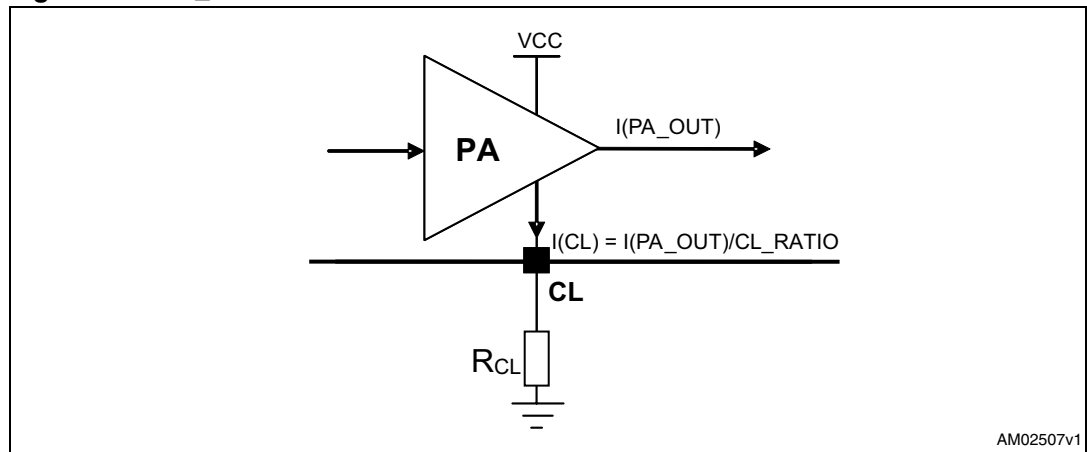 VCC
I(PA_OUT)
PA
I(CL) = I(PA_OUT)/CL_RATIO
CL
RCL
AM02507v1